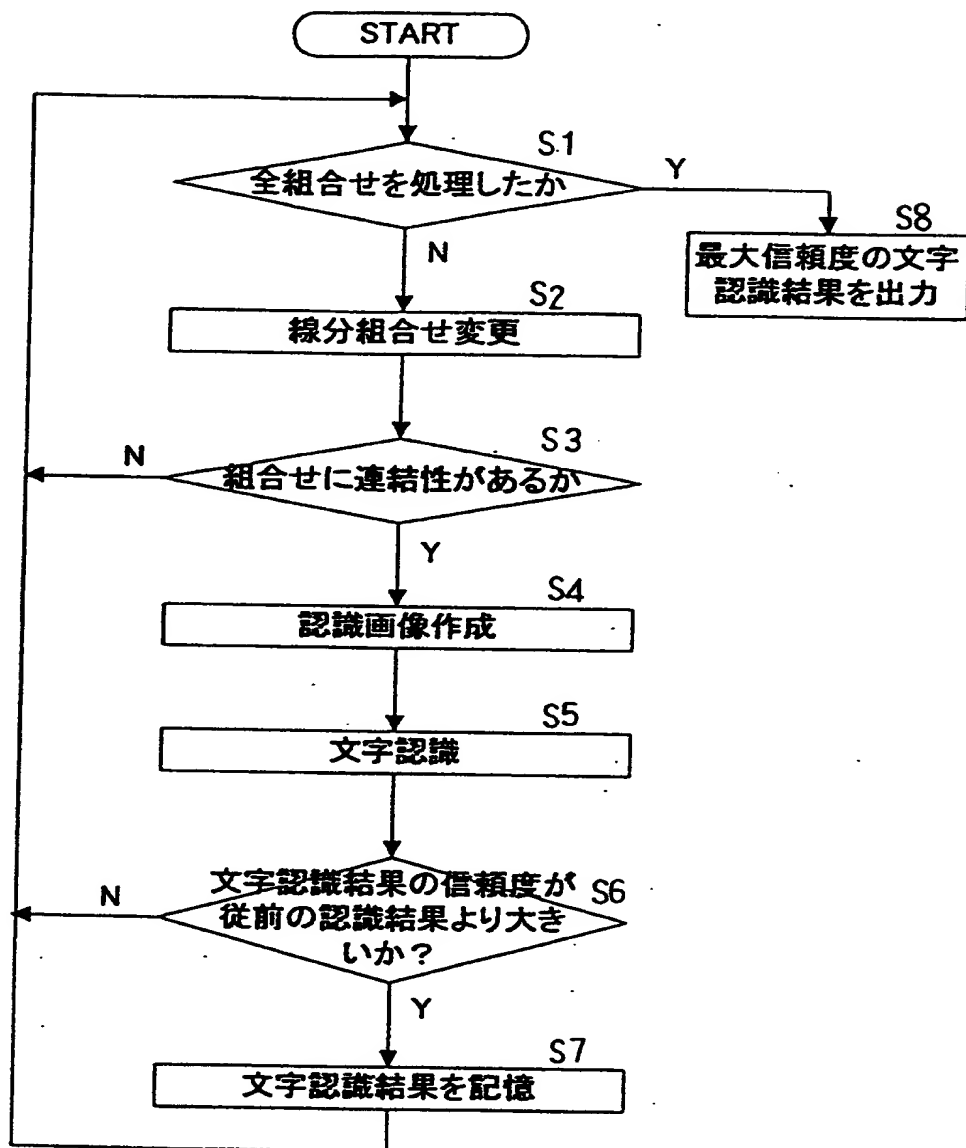 START
S1
全組合せを処理したか
Y
S8
最大信頼度の文字
認識結果を出力
N
S2
線分組合せ変更
S3
N
組合せに連結性があるか
Y
S4
認識画像作成
S5
文字認識
文字認識結果の信頼度が
S6
N
従前の認識結果より大き
いか？
Y
S7
文字認識結果を記憶